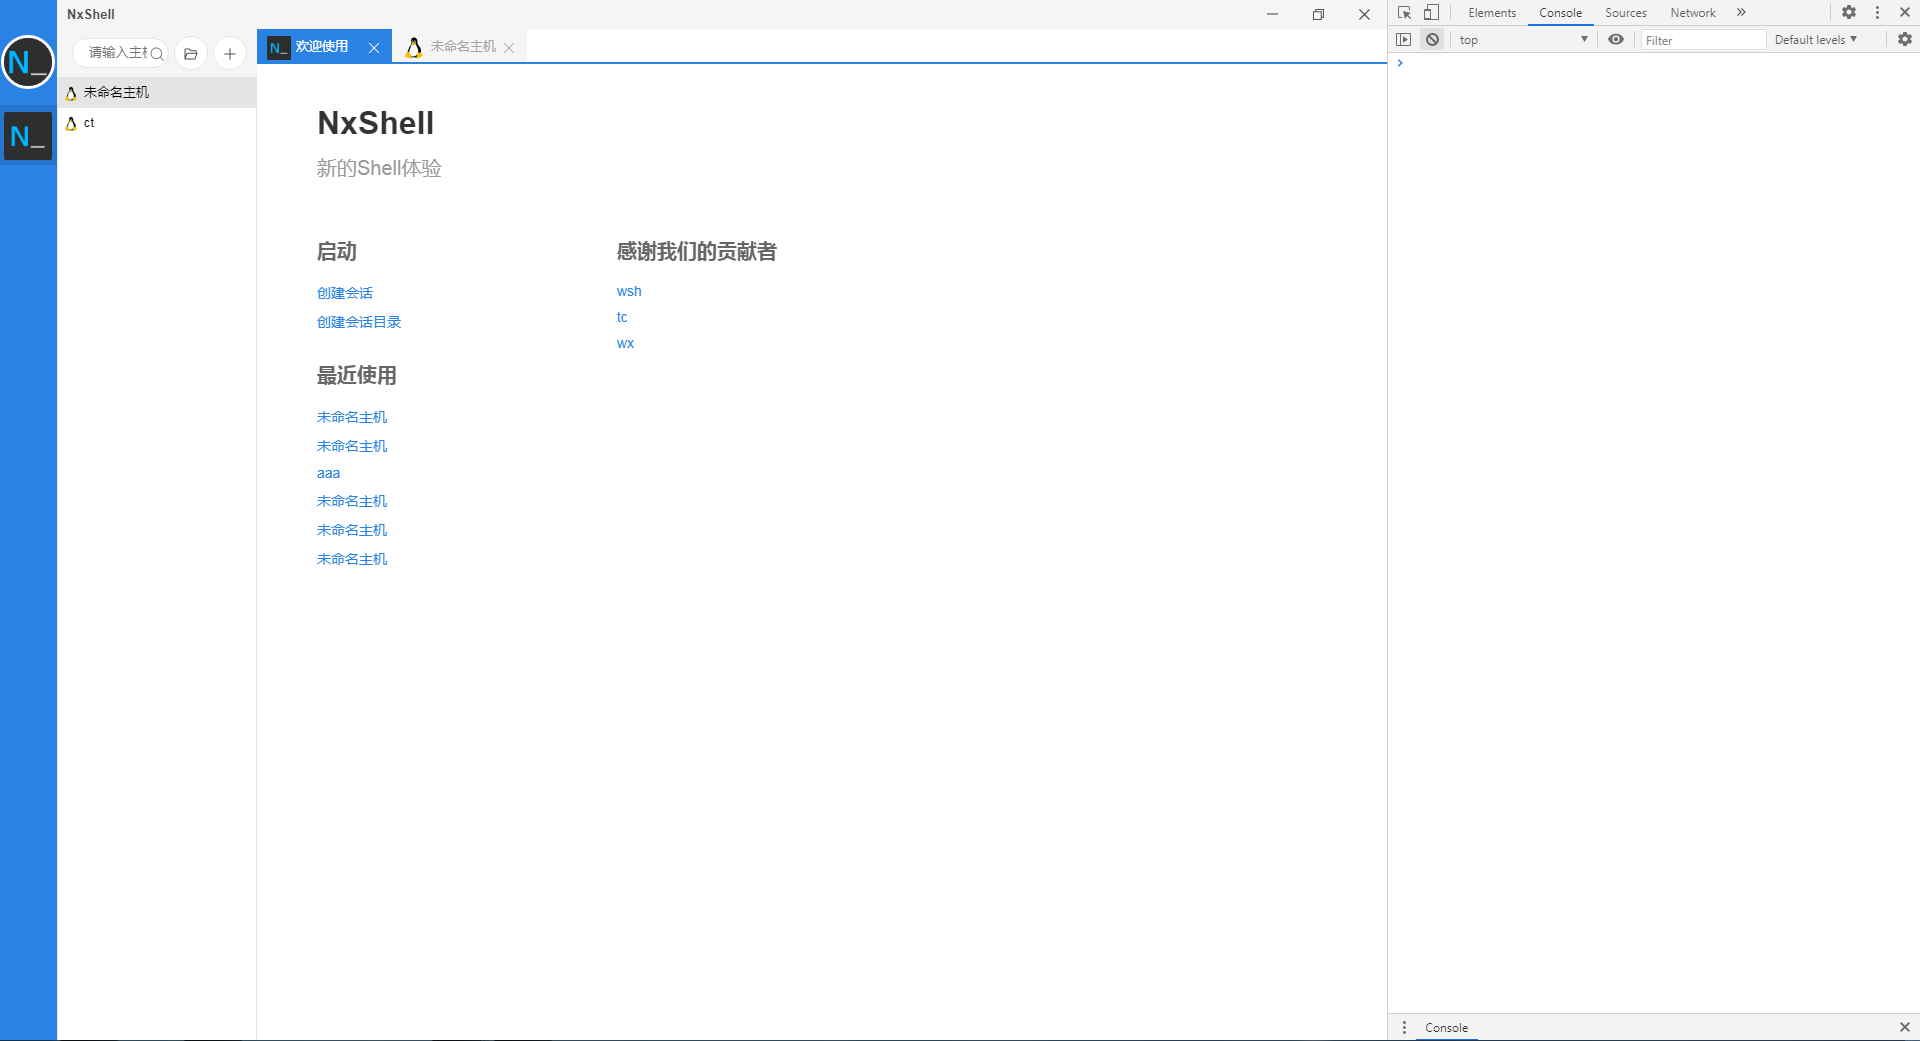 NxShell
N_
N_
请输入主
未命名主机
ct
N_ 欢迎使用
未命名主机
NxShell
新的Shell体验
启动
创建会话
创建会话目录
最近使用
未命名主机
未命名主机
aaa
未命名主机
未命名主机
未命名主机
感谢我们的贡献者
wsh
tc
wx
Elements Console Sources Network »
top Filter Default levels
Console